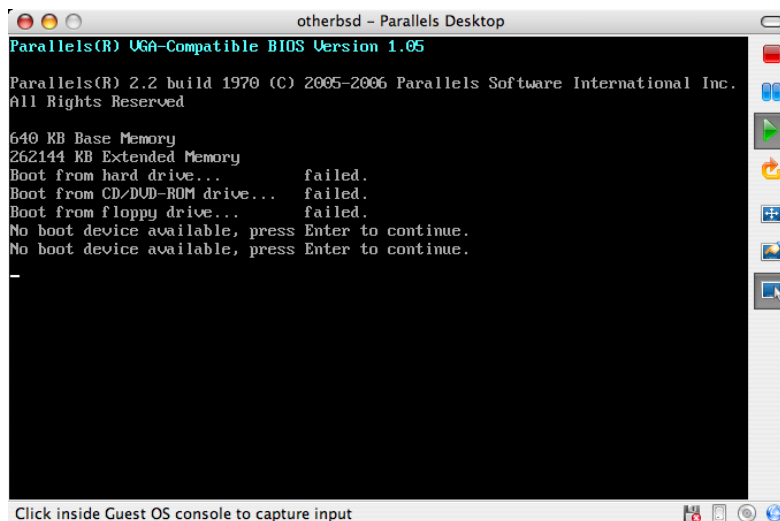 otherbsd – Parallels Desktop
Parallels(R) VGA-Compatible BIOS Version 1.05
Parallels(R) 2.2 build 1970 (C) 2005-2006 Parallels Software International Inc.
All Rights Reserved
640 KB Base Memory
262144 KB Extended Memory
Boot from hard drive... failed.
Boot from CD/DVD-ROM drive... failed.
Boot from floppy drive... failed.
No boot device available, press Enter to continue.
No boot device available, press Enter to continue.
Click inside Guest OS console to capture input